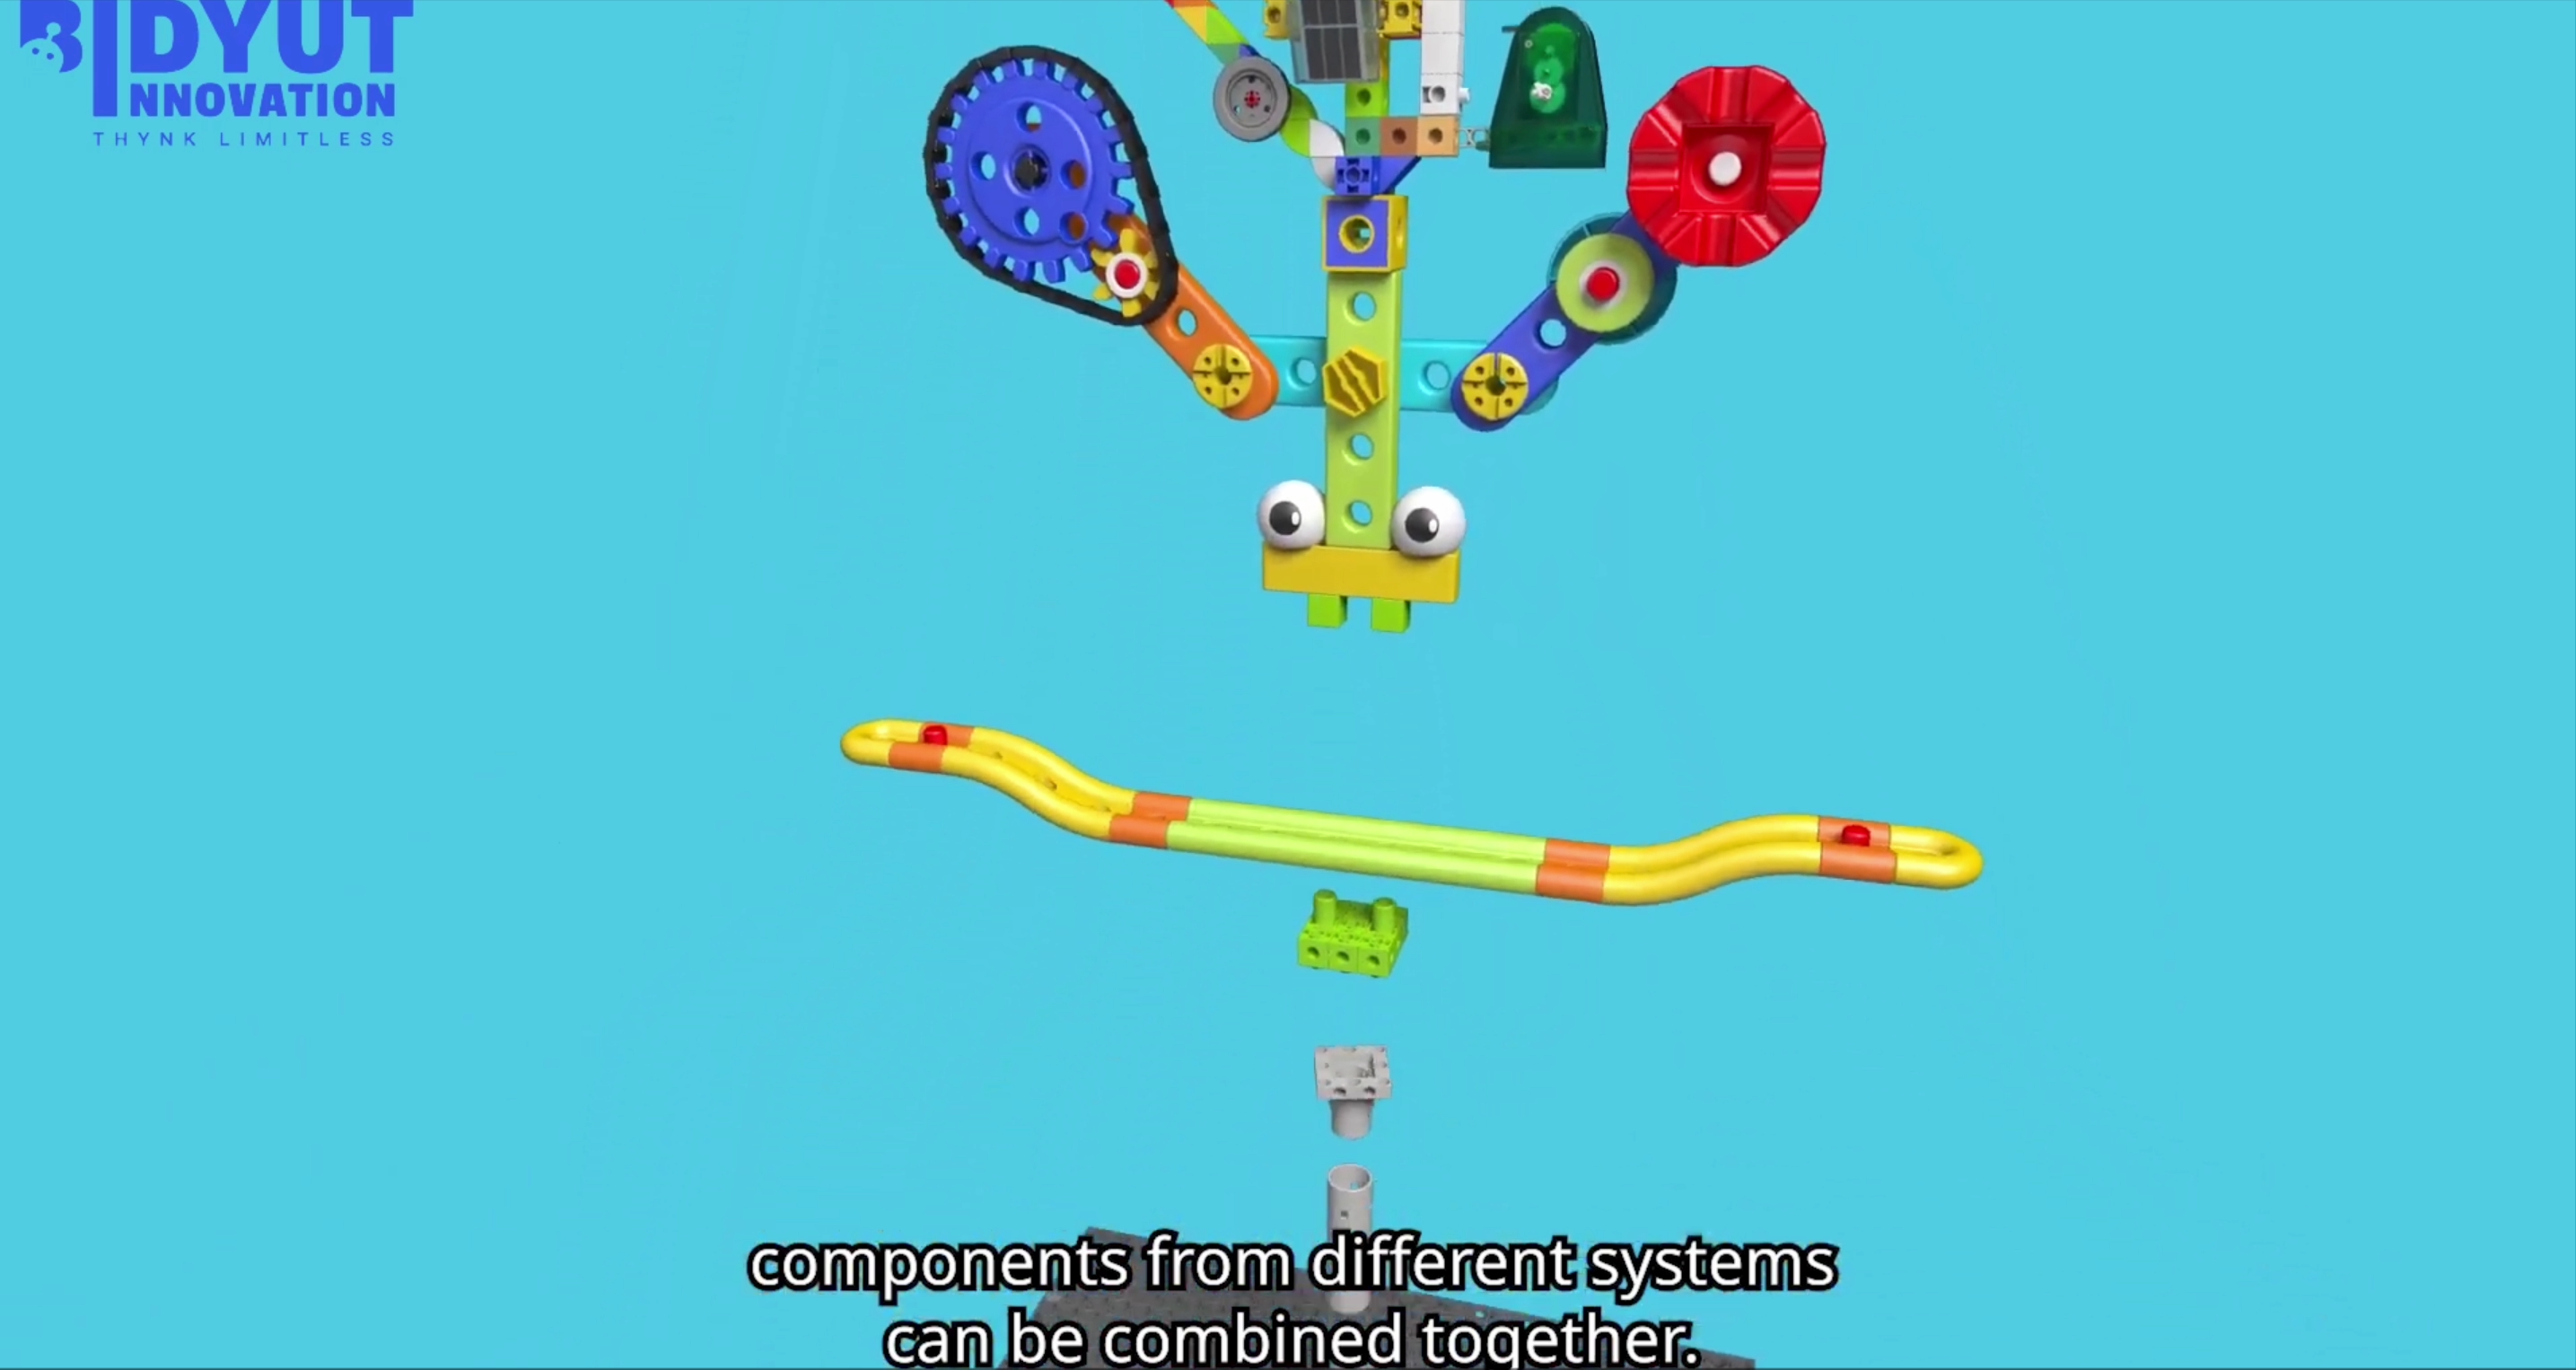 BIDYUT
INNOVATION
THYNK LIMITLESS
components from different systems
can be combined together.